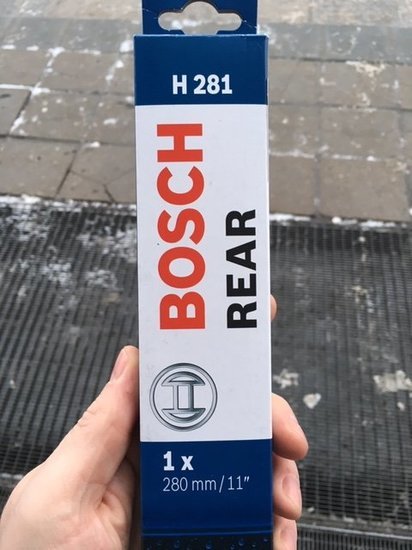 H 281
BOSCH
REAR
1 x
280 mm/11"